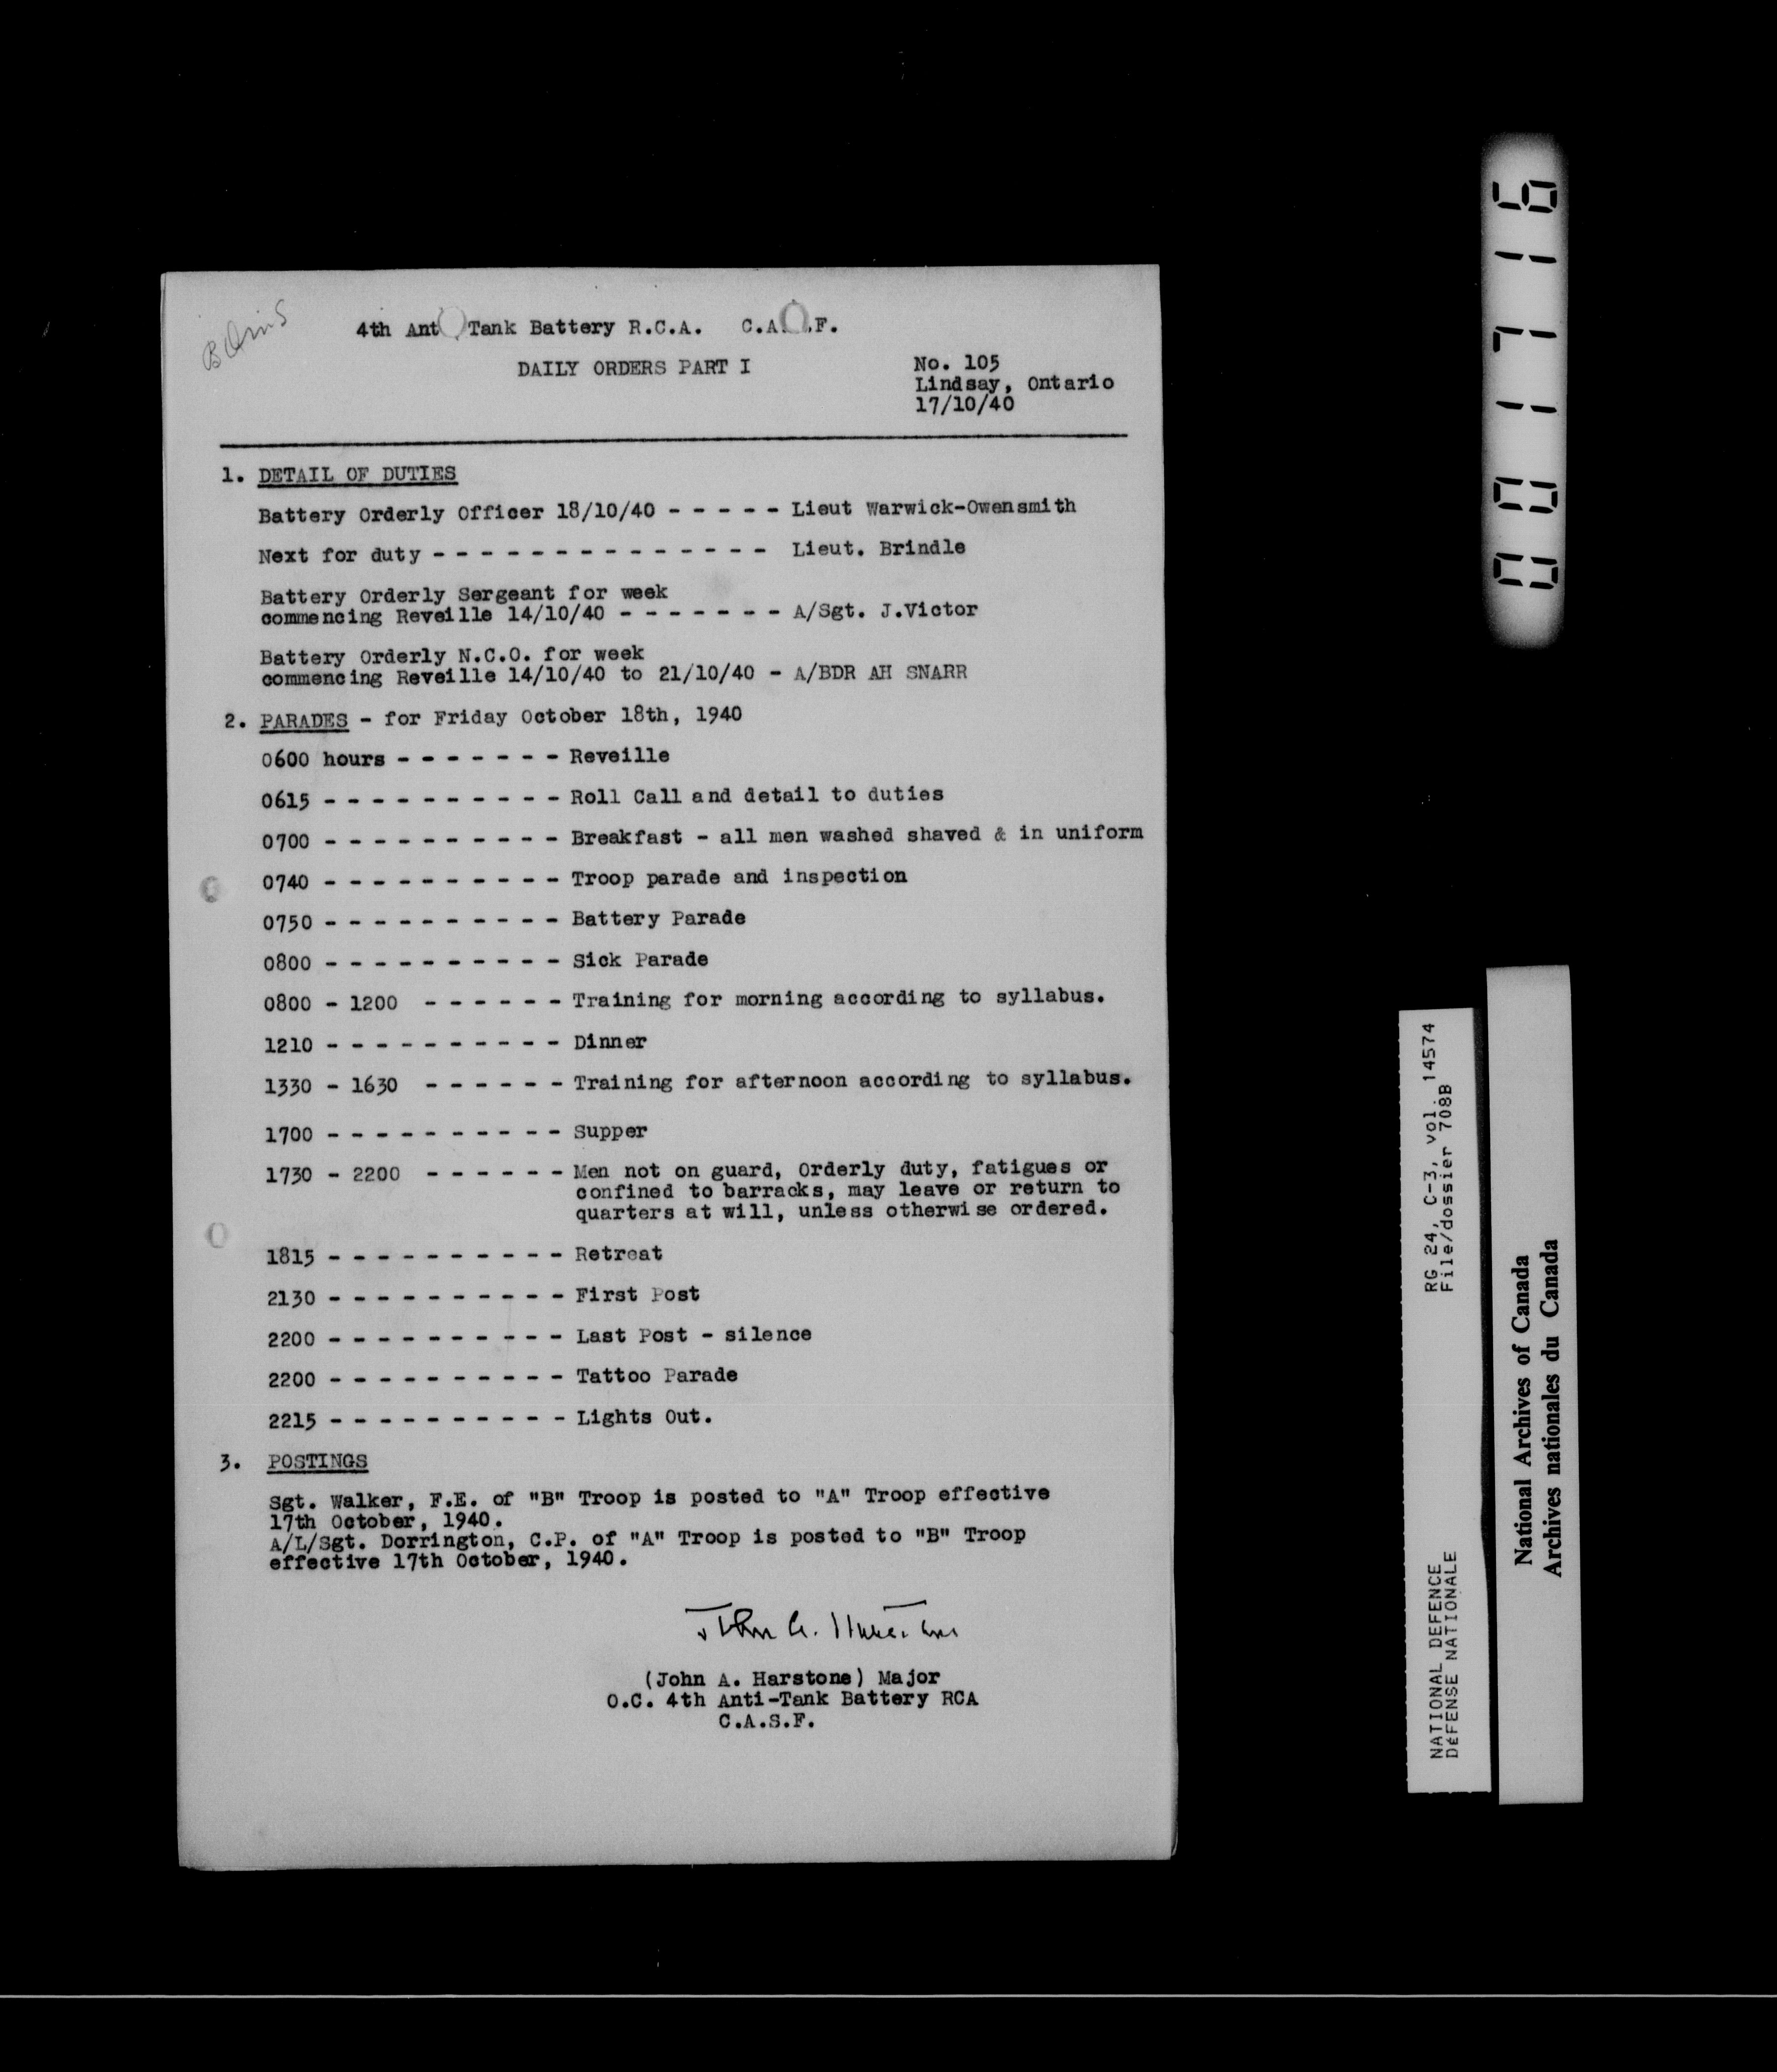 4th Ant Tank Battery R.C.A. C.A. .F.
DAILY ORDERS PART I
No. 105
Lindsay, Ontario
17/10/40
1. DETAIL OF DUTIES
Battery Orderly Officer 18/10/40 - - - - - Lieut Warwick-Owensmith
Next for duty - - - - - - - - - - - - - - Lieut. Brindle
Battery Orderly Sergeant for week
commencing Reveille 14/10/40 - - - - - - - A/Sgt. J.Victor
Battery Orderly N.C.O. for week
commencing Reveille 14/10/40 to 21/10/40 - A/BDR AH SNARR
2. PARADES - for Friday October 18th, 1940
0600 hours - - - - - - - Reveille
0615 - - - - - - - - - - Roll Call and detail to duties
0700 - - - - - - - - - - Breakfast - all men washed shaved & in uniform
0740 - - - - - - - - - - Troop parade and inspection
0750 - - - - - - - - - - Battery Parade
0800 - - - - - - - - - - Sick Parade
0800 - 1200 - - - - - - Training for morning according to syllabus.
1210 - - - - - - - - - - Dinner
1330 - 1630 - - - - - - Training for afternoon according to syllabus.
1700 - - - - - - - - - - Supper
1730 - 2200 - - - - - - Men not on guard, Orderly duty, fatigues or
confined to barracks, may leave or return to
quarters at will, unless otherwise ordered.
1815 - - - - - - - - - - Retreat
2130 - - - - - - - - - - First Post
2200 - - - - - - - - - - Last Post - silence
2200 - - - - - - - - - - Tattoo Parade
2215 - - - - - - - - - - Lights Out.
3. POSTINGS
Sgt. Walker, F.E. of "B" Troop is posted to "A" Troop effective
17th October, 1940.
A/L/Sgt. Dorrington, C.P. of "A" Troop is posted to "B" Troop
effective 17th October, 1940.
(John A. Harstone) Major
O.C. 4th Anti-Tank Battery RCA
C.A.S.F.
001716
RG 24, C-3, vol. 14574
File/dossier 708B
NATIONAL DEFENCE
DÉFENSE NATIONALE
National Archives of Canada
Archives nationales du Canada